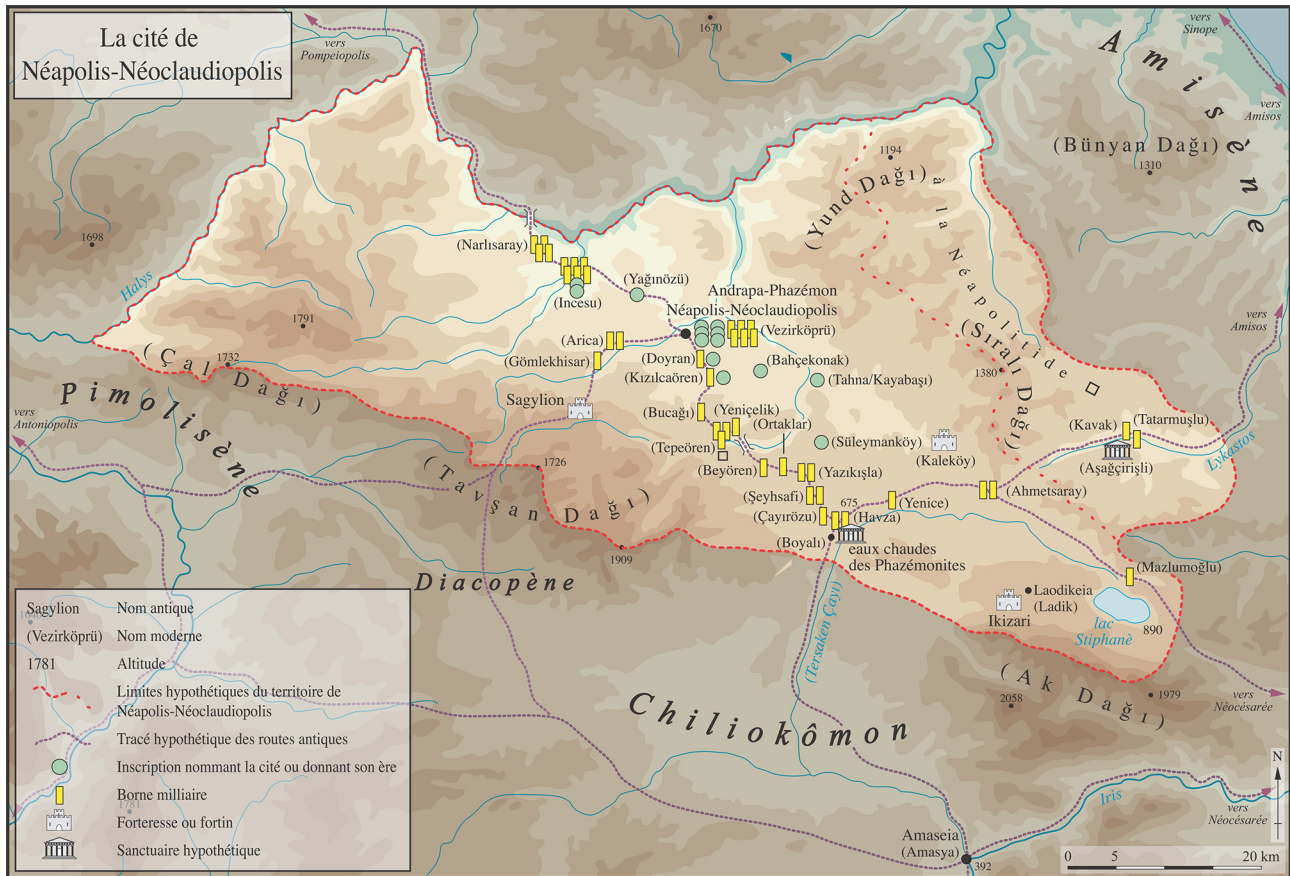 La cité de
Néapolis-Néoclaudiopolis
vers
Pompeiopolis
1670
vers
Sinope
vers
Amisos
Amisène
(Bünyan Dağı)
1310
1194
(Yund Dağı)
à la Néapolitide
1698
Halys
(Narlısaray)
(Incesu)
(Yağınözü)
Andrapa-Phazémon
Néapolis-Néoclaudiopolis
(Vezirköprü)
vers
Amisos
1791
(Arica)
(Gömlekhisar)
(Doyran)
(Bahçekonak)
(Kızılcaören)
(Tahna/Kayabaşı)
(Sıralı Dağı)
1380
1732
(Çal Dağı)
Pimolisène
vers
Antoniopolis
Sagylion
(Bucağı)
(Yeniçelik)
(Ortaklar)
(Tepeören)
(Süleymanköy)
(Kaleköy)
(Kavak)
(Tatarmuşlu)
(Aşağçirişli)
Lykastos
(Beyören)
(Yazıkışla)
1726
(Tavşan Dağı)
(Şeyhsafi)
(Ahmetsaray)
(Yenice)
675
(Çayırözu)
(Havza)
(Boyalı)
eaux chaudes
des Phazémonites
1909
(Mazlumoğlu)
Diacopène
Laodikeia
(Ladik)
Ikizari
lac
Stiphanè
890
(Tersaken Çayı)
(Ak Dağı)
2058
1979
vers
Néocésarée
Chiliokômon
Iris
vers
Néocésarée
N
Amaseia
(Amasya)
392
0 5 20 km
Sagylion Nom antique
(Vezirköprü) Nom moderne
1781 Altitude
Limites hypothétiques du territoire de
Néapolis-Néoclaudiopolis
Tracé hypothétique des routes antiques
Inscription nommant la cité ou donnant son ère
Borne milliaire
1781
Forteresse ou fortin
Sanctuaire hypothétique